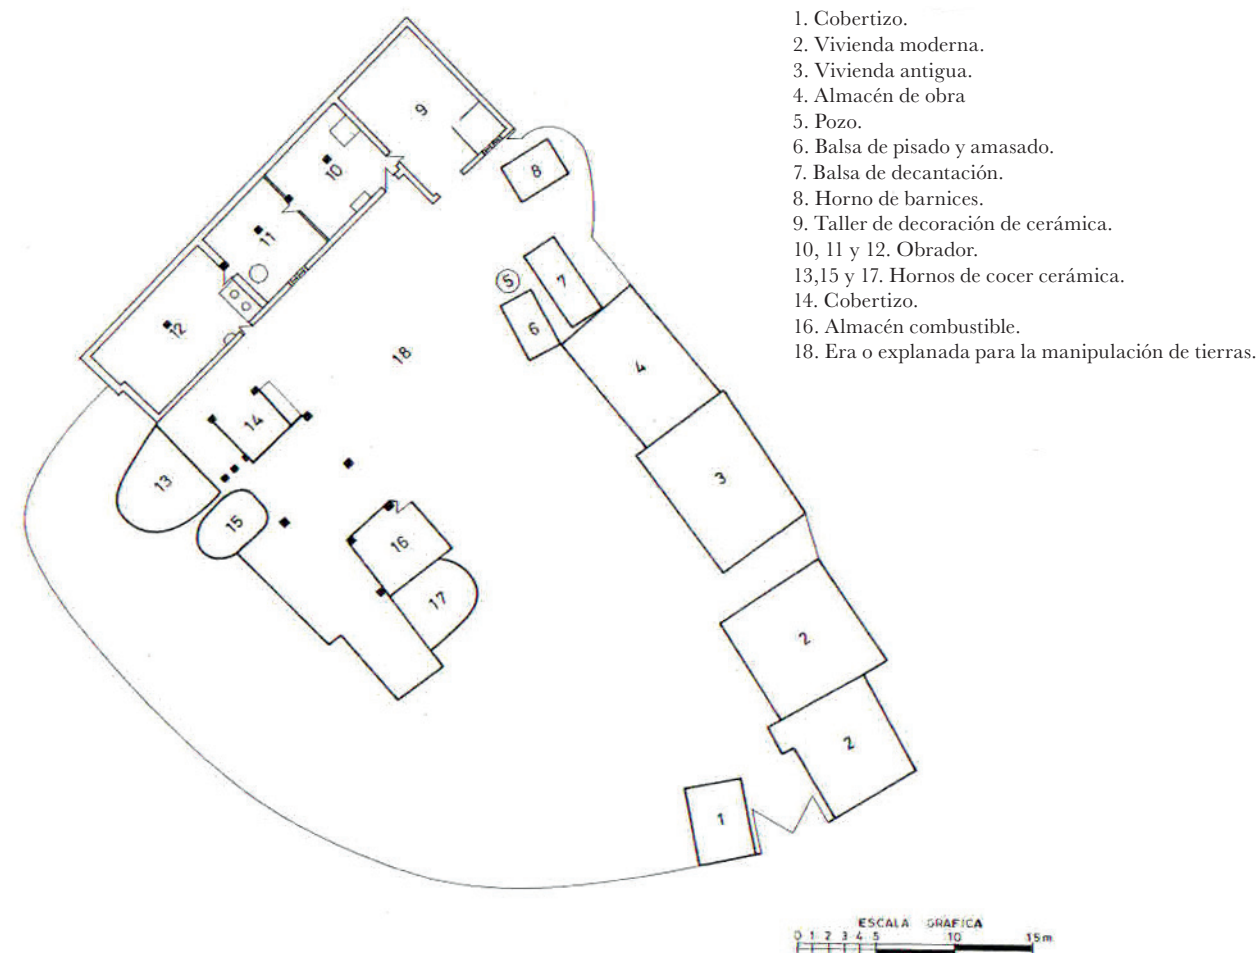 1. Cobertizo.
2. Vivienda moderna.
3. Vivienda antigua.
4. Almacén de obra
5. Pozo.
6. Balsa de pisado y amasado.
7. Balsa de decantación.
8. Horno de barnices.
9. Taller de decoración de cerámica.
10, 11 y 12. Obrador.
13,15 y 17. Hornos de cocer cerámica.
14. Cobertizo.
16. Almacén combustible.
18. Era o explanada para la manipulación de tierras.
9
10
8
11
5
7
6
12
18
4
14
13
3
15
16
17
2
2
1
ESCALA GRAFICA
0 1 2 3 4 5 10 15m